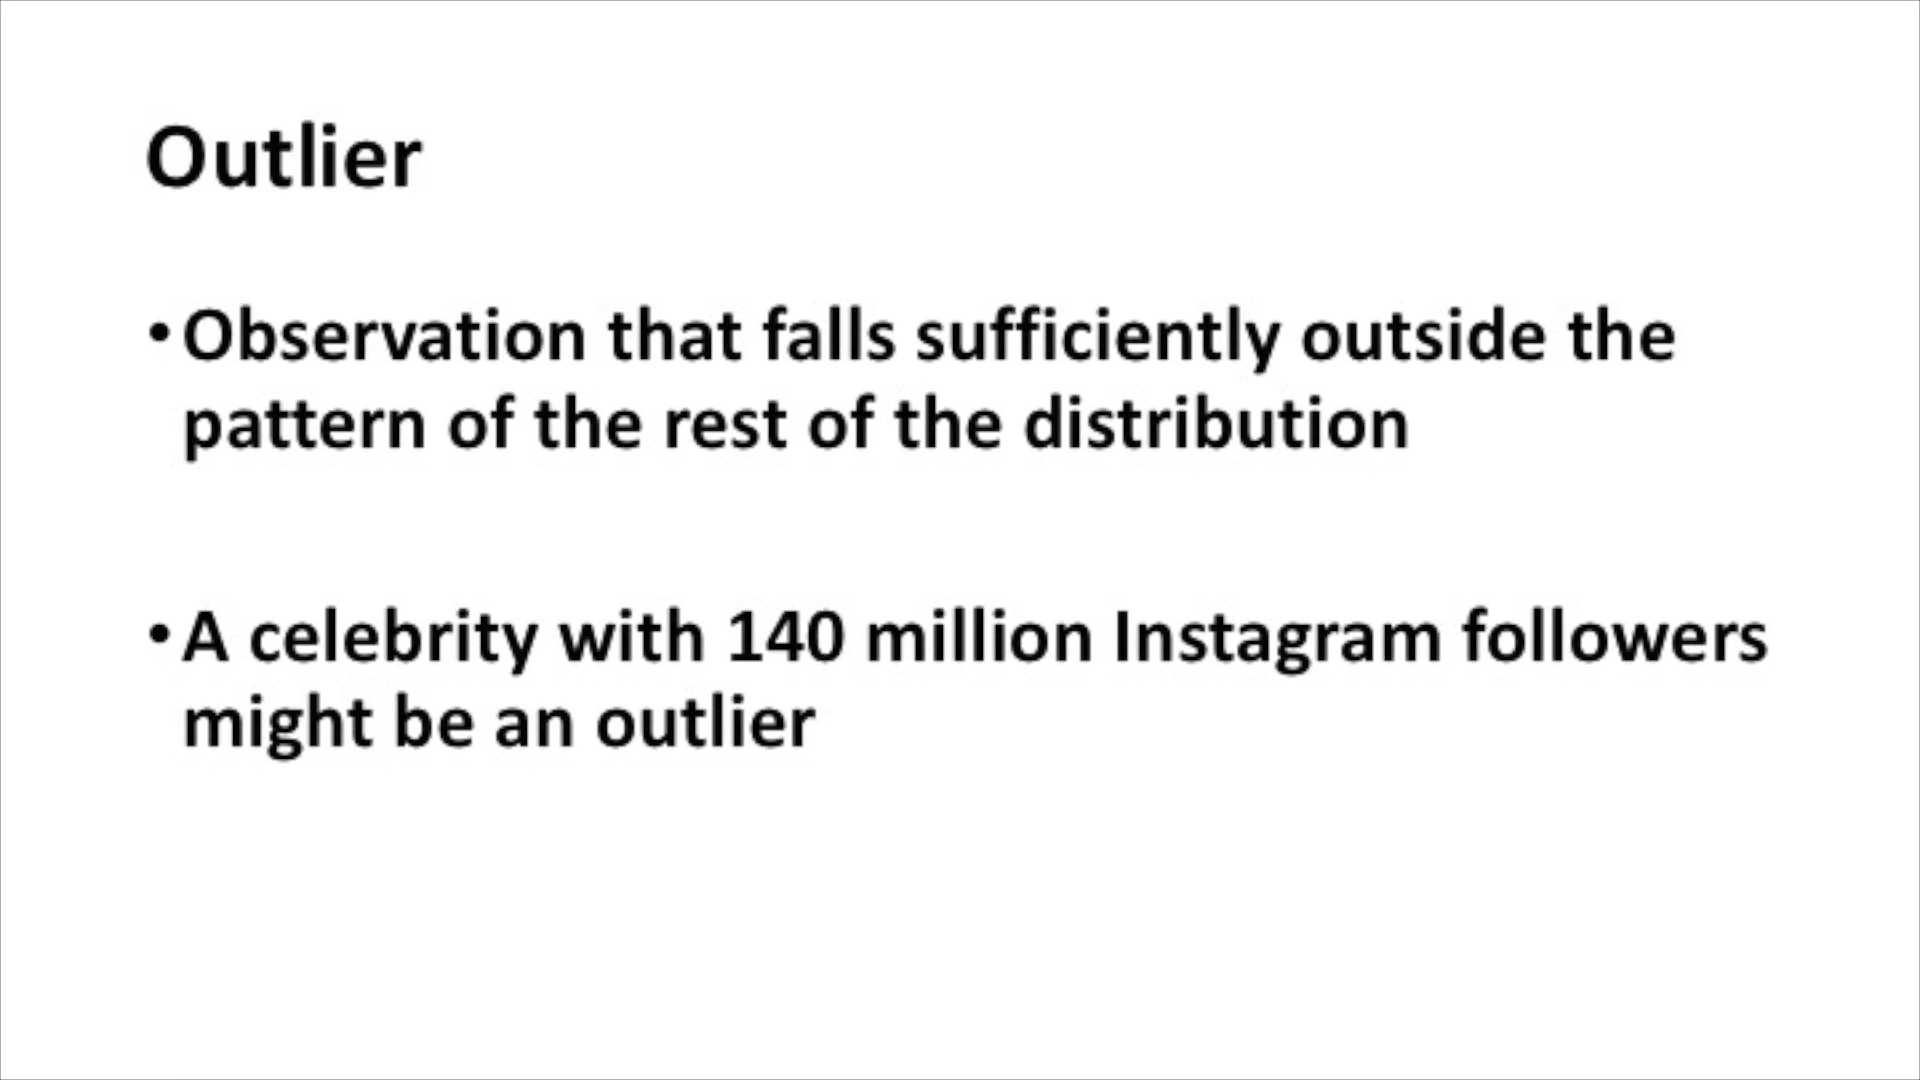 Outlier
•Observation that falls sufficiently outside the
pattern of the rest of the distribution
•A celebrity with 140 million Instagram followers
might be an outlier